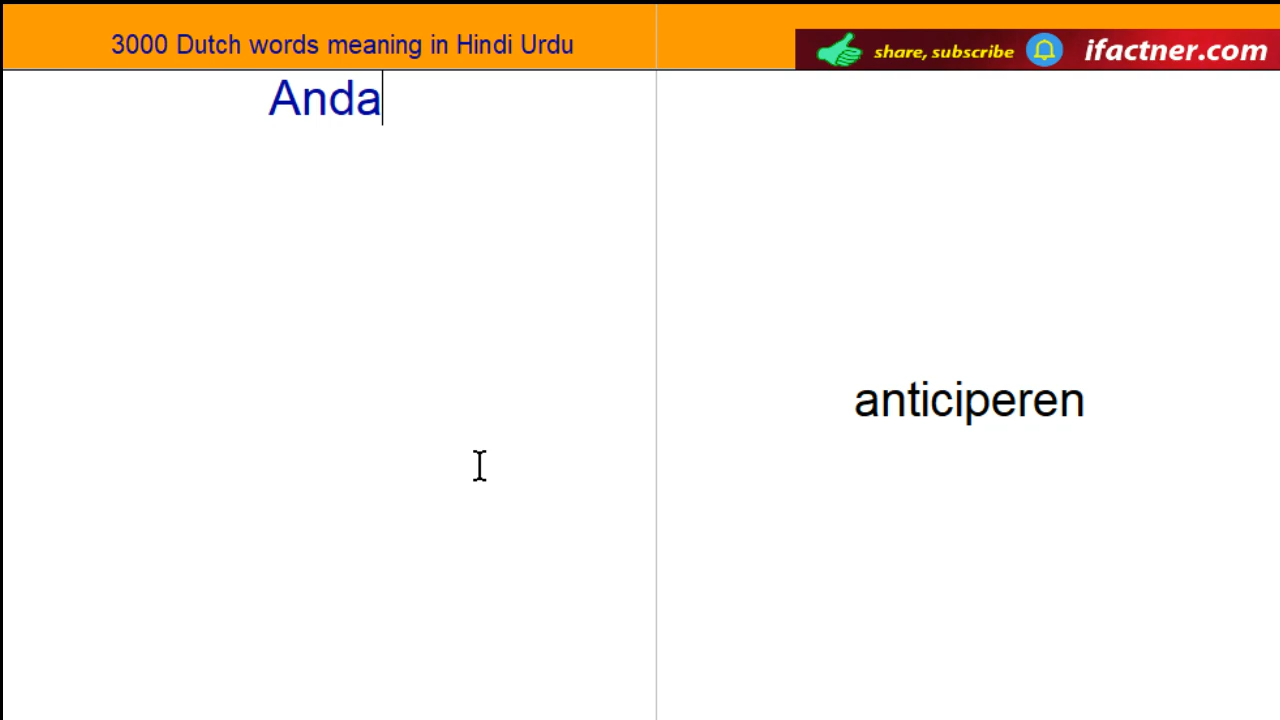 3000 Dutch words meaning in Hindi Urdu
share, subscribe
ifactner.com
Anda
anticiperen